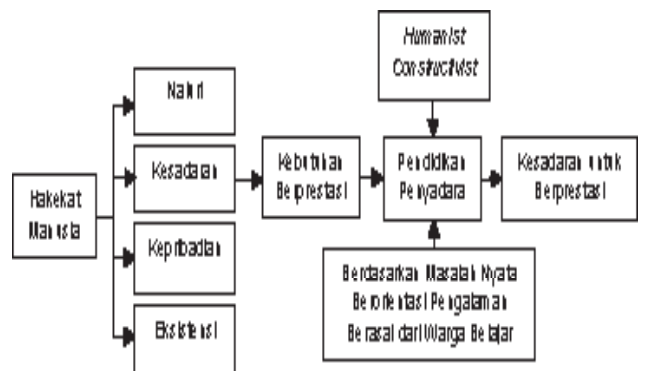 Humanist
Constructivist
Naluri
Kesadaran
Kebutuhan
Berprestasi
Pendidikan
Penyadara
Kesadaran untuk
Berprestasi
Hakekat
Manusia
Kepribadian
Berdasarkan Masalah Nyata
Berorientasi Pengalaman
Berasal dari Warga Belajar
Eksistensi